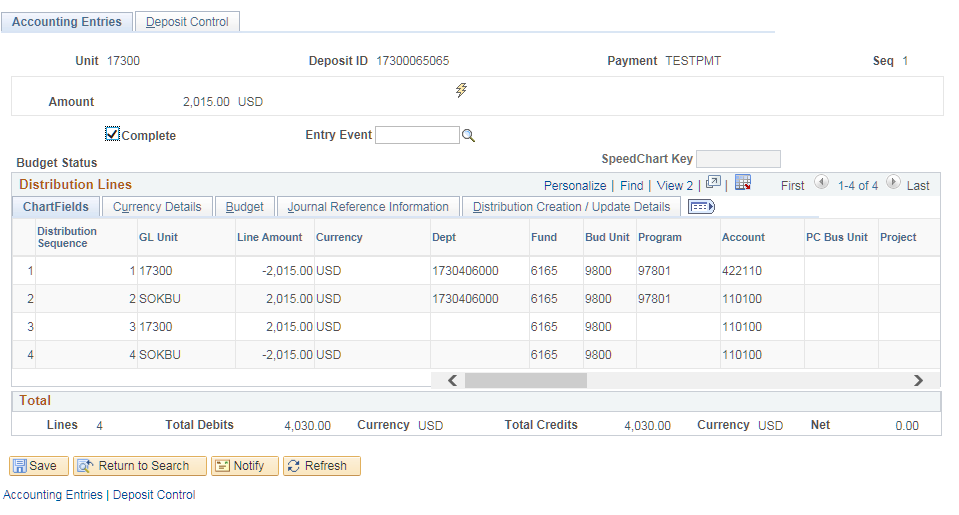 Accounting Entries Deposit Control
Unit 17300 Deposit ID 17300065065 Payment TESTPMT Seq 1
Amount 2,015.00 USD
Complete Entry Event
Budget Status SpeedChart Key
Distribution Lines Personalize | Find | View 2 | | First 1-4 of 4 Last
ChartFields Currency Details Budget Journal Reference Information Distribution Creation / Update Details
Distribution Sequence GL Unit Line Amount Currency Dept Fund Bud Unit Program Account PC Bus Unit Project
1 1 17300 -2,015.00 USD 1730406000 6165 9800 97801 422110
2 2 SOKBU 2,015.00 USD 1730406000 6165 9800 97801 110100
3 3 17300 2,015.00 USD 6165 9800 110100
4 4 SOKBU -2,015.00 USD 6165 9800 110100
Total
Lines 4 Total Debits 4,030.00 Currency USD Total Credits 4,030.00 Currency USD Net 0.00
Save Return to Search Notify Refresh
Accounting Entries | Deposit Control